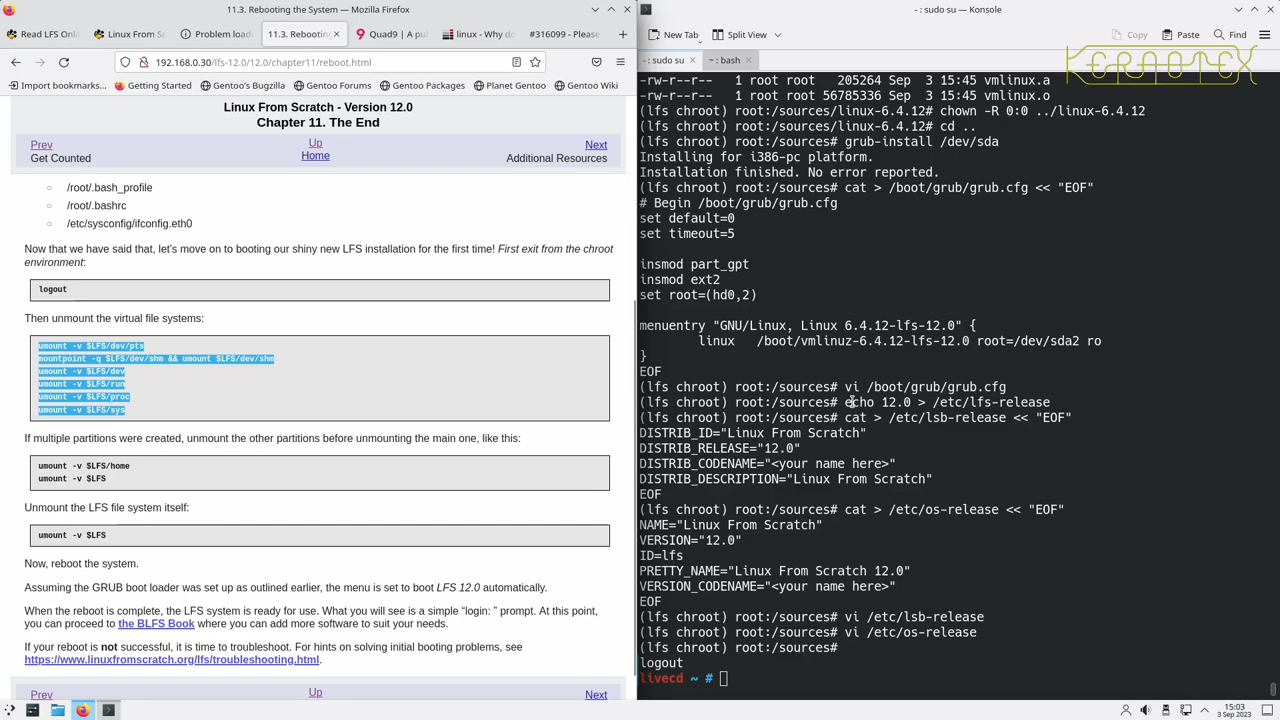 11.3. Rebooting the System — Mozilla Firefox
Read LFS Onl
Linux From Sc
Problem load
11.3. Rebooting
Quad9 | A pu
linux - Why do
#316099 - Please
192.168.0.30/lfs-12.0/12.0/chapter11/reboot.html
Import bookmarks...
Getting Started
Gentoo's Bugzilla
Gentoo Forums
Gentoo Packages
Planet Gentoo
Gentoo Wiki
Linux From Scratch - Version 12.0
Chapter 11. The End
Prev
Up
Next
Get Counted
Home
Additional Resources
/root/.bash_profile
/root/.bashrc
/etc/sysconfig/ifconfig.eth0
Now that we have said that, let's move on to booting our shiny new LFS installation for the first time! First exit from the chroot
environment:
logout
Then unmount the virtual file systems:
umount -v $LFS/dev/pts
mountpoint -q $LFS/dev/shm && umount $LFS/dev/shm
umount -v $LFS/dev
umount -v $LFS/run
umount -v $LFS/proc
umount -v $LFS/sys
If multiple partitions were created, unmount the other partitions before unmounting the main one, like this:
umount -v $LFS/home
umount -v $LFS
Unmount the LFS file system itself:
umount -v $LFS
Now, reboot the system.
Assuming the GRUB boot loader was set up as outlined earlier, the menu is set to boot LFS 12.0 automatically.
When the reboot is complete, the LFS system is ready for use. What you will see is a simple “login: ” prompt. At this point,
you can proceed to the BLFS Book where you can add more software to suit your needs.
If your reboot is not successful, it is time to troubleshoot. For hints on solving initial booting problems, see
https://www.linuxfromscratch.org/lfs/troubleshooting.html.
Prev
Up
Next
- : sudo su — Konsole
New Tab
Split View
Copy
Paste
Find
- : sudo su
~ : bash
KERNOTEX
-rw-r--r--   1 root root   205264 Sep  3 15:45 vmlinux.a
-rw-r--r--   1 root root 56785336 Sep  3 15:45 vmlinux.o
(lfs chroot) root:/sources/linux-6.4.12# chown -R 0:0 ../linux-6.4.12
(lfs chroot) root:/sources/linux-6.4.12# cd ..
(lfs chroot) root:/sources# grub-install /dev/sda
Installing for i386-pc platform.
Installation finished. No error reported.
(lfs chroot) root:/sources# cat > /boot/grub/grub.cfg << "EOF"
# Begin /boot/grub/grub.cfg
set default=0
set timeout=5
insmod part_gpt
insmod ext2
set root=(hd0,2)
menuentry "GNU/Linux, Linux 6.4.12-lfs-12.0" {
linux   /boot/vmlinuz-6.4.12-lfs-12.0 root=/dev/sda2 ro
}
EOF
(lfs chroot) root:/sources# vi /boot/grub/grub.cfg
(lfs chroot) root:/sources# echo 12.0 > /etc/lfs-release
(lfs chroot) root:/sources# cat > /etc/lsb-release << "EOF"
DISTRIB_ID="Linux From Scratch"
DISTRIB_RELEASE="12.0"
DISTRIB_CODENAME="<your name here>"
DISTRIB_DESCRIPTION="Linux From Scratch"
EOF
(lfs chroot) root:/sources# cat > /etc/os-release << "EOF"
NAME="Linux From Scratch"
VERSION="12.0"
ID=lfs
PRETTY_NAME="Linux From Scratch 12.0"
VERSION_CODENAME="<your name here>"
EOF
(lfs chroot) root:/sources# vi /etc/lsb-release
(lfs chroot) root:/sources# vi /etc/os-release
(lfs chroot) root:/sources#
logout
livecd ~ #
15:03
3 Sep 2023